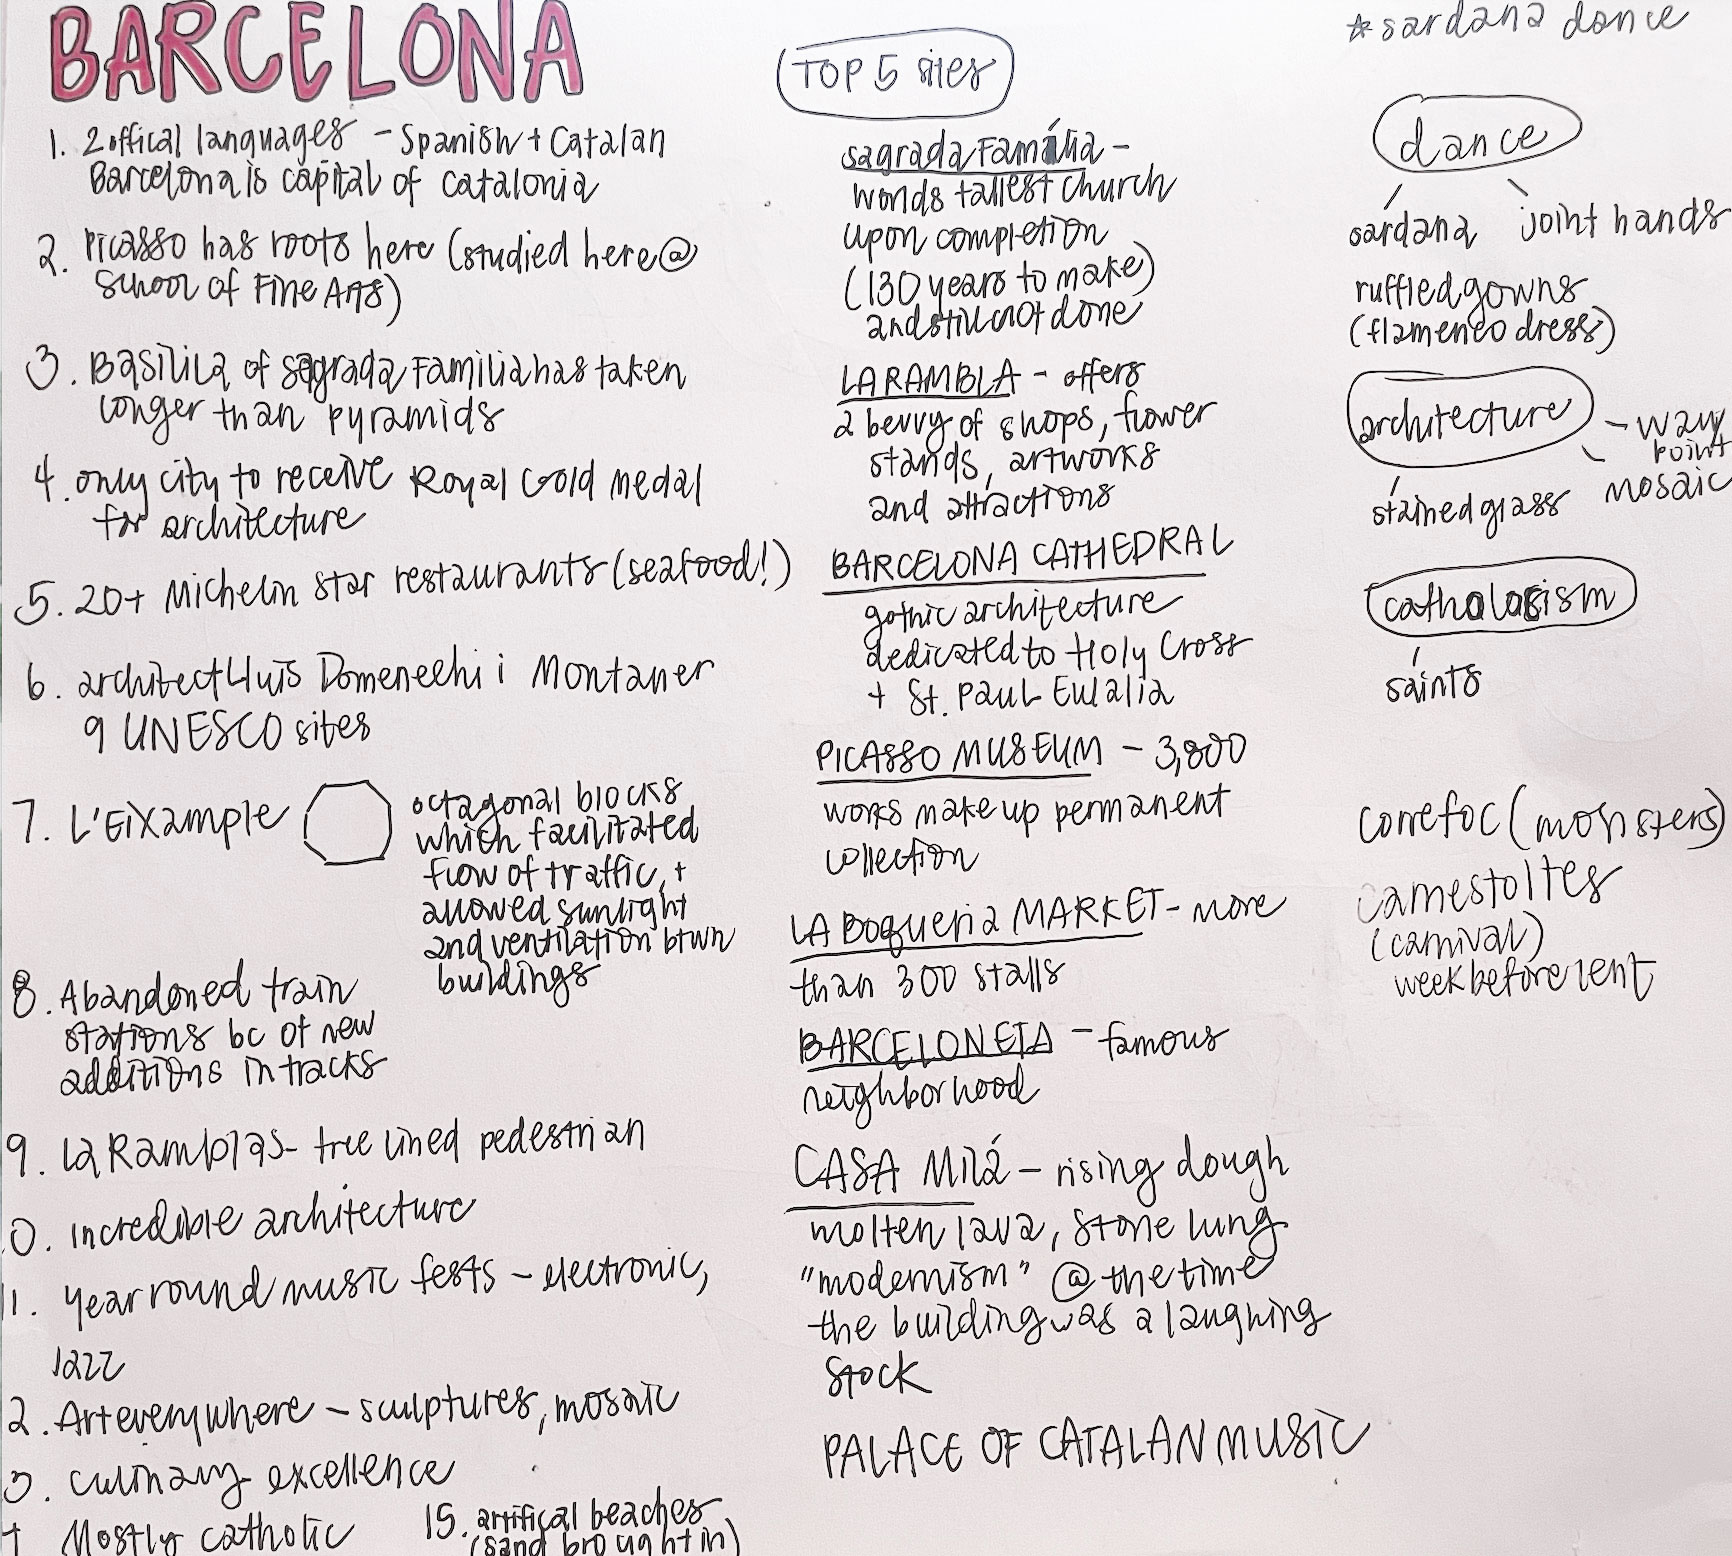 BARCELONA
1. 2 offical languages - Spanish + Catalan
Barcelona is capital of Catalonia
2. Picasso has roots here (studied here @
School of Fine Arts)
3. Basilila of Sagrada Familia has taken
longer than pyramids
4. only city to receive Royal Gold medal
for architecture
5. 20+ Michelin Star restaurants (seafood!)
6. architect Lluis Domenechi i Montaner
9 UNESCO sites
7. L'Eixample
octagonal blocks
which facilitated
flow of traffic, +
allowed sunlight
and ventilation btwn
buildings
8. Abandoned train
stations bc of new
additions in tracks
9. La Ramblas- tree lined pedestrian
0. incredible architecture
1. year round music fests - electronic,
jazz
2. Art everywhere - sculptures, mosaic
3. culinary excellence
Mostly catholic
15. artifical beaches
(sand brought in)
TOP 5 sites
Sagrada Família -
worlds tallest church
upon completion
(130 years to make)
and still not done
LA RAMBLA - offers
a bevvy of shops, flower
stands, artworks
and attractions
BARCELONA CATHEDRAL
gothic architecture
dedicated to Holy Cross
+ St. Paul Eulalia
PICASSO MUSEUM - 3,800
works make up permanent
collection
LA Boqueria MARKET - more
than 300 stalls
BARCELONETA - famous
neighborhood
CASA Milá - rising dough
molten lava, stone lung
"modernism" @ the time
the building was a laughing
stock
PALACE OF CATALAN MUSIC
*sardana dance
dance
sardana joint hands
ruffled gowns
(flamenco dress)
architecture - way
point
mosaic
stained glass
catholosism
saints
correfoc (monsters)
carnestoltes
(carnival)
week before lent